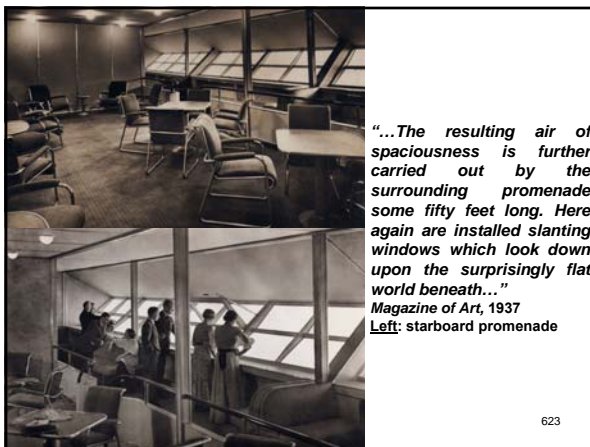 “…The resulting air of
spaciousness is further
carried out by the
surrounding promenade
some fifty feet long. Here
again are installed slanting
windows which look down
upon the surprisingly flat
world beneath…”
Magazine of Art, 1937
Left: starboard promenade
623